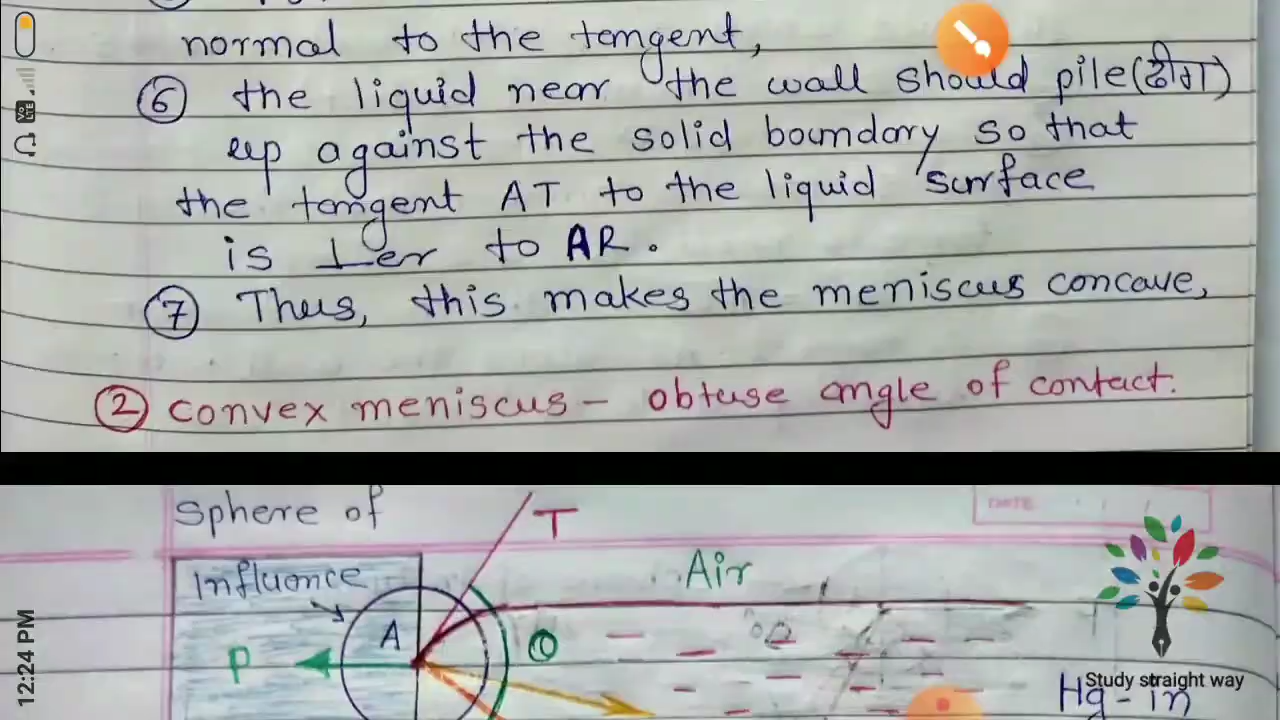 normal to the tangent,
⑥ the liquid near the wall should pile(ढीग)
up against the solid boundary so that
the tangent AT to the liquid surface
is ⊥er to AR.
⑦ Thus, this makes the meniscus concave,
② convex meniscus - obtuse angle of contact.
Sphere of
Influence
T
Air
DATE
A
P
θ
Hg-in
Study straight way
12:24 PM